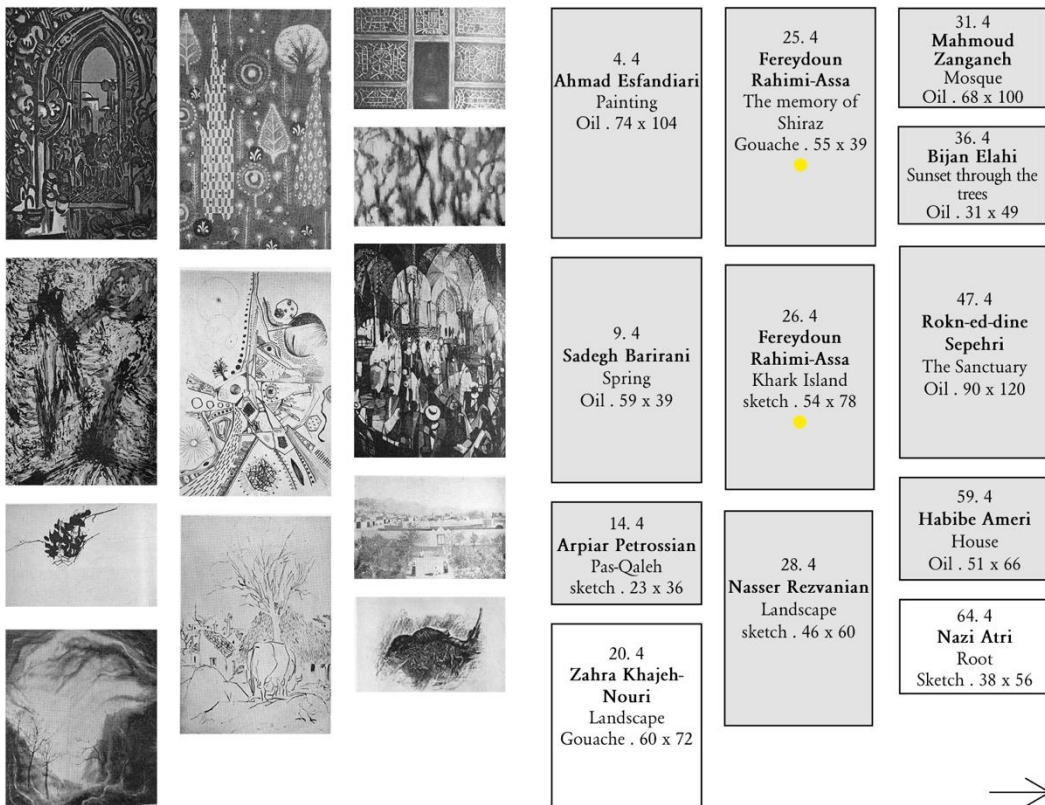 4. 4
Ahmad Esfandiari
Painting
Oil . 74 x 104
9. 4
Sadegh Barirani
Spring
Oil . 59 x 39
14. 4
Arpiar Petrossian
Pas-Qaleh
sketch . 23 x 36
20. 4
Zahra Khajeh-
Nouri
Landscape
Gouache . 60 x 72
25. 4
Fereydoun
Rahimi-Assa
The memory of
Shiraz
Gouache . 55 x 39
26. 4
Fereydoun
Rahimi-Assa
Khark Island
sketch . 54 x 78
28. 4
Nasser Rezvanian
Landscape
sketch . 46 x 60
31. 4
Mahmoud
Zanganeh
Mosque
Oil . 68 x 100
36. 4
Bijan Elahi
Sunset through the
trees
Oil . 31 x 49
47. 4
Rokn-ed-dine
Sepehri
The Sanctuary
Oil . 90 x 120
59. 4
Habibe Ameri
House
Oil . 51 x 66
64. 4
Nazi Atri
Root
Sketch . 38 x 56